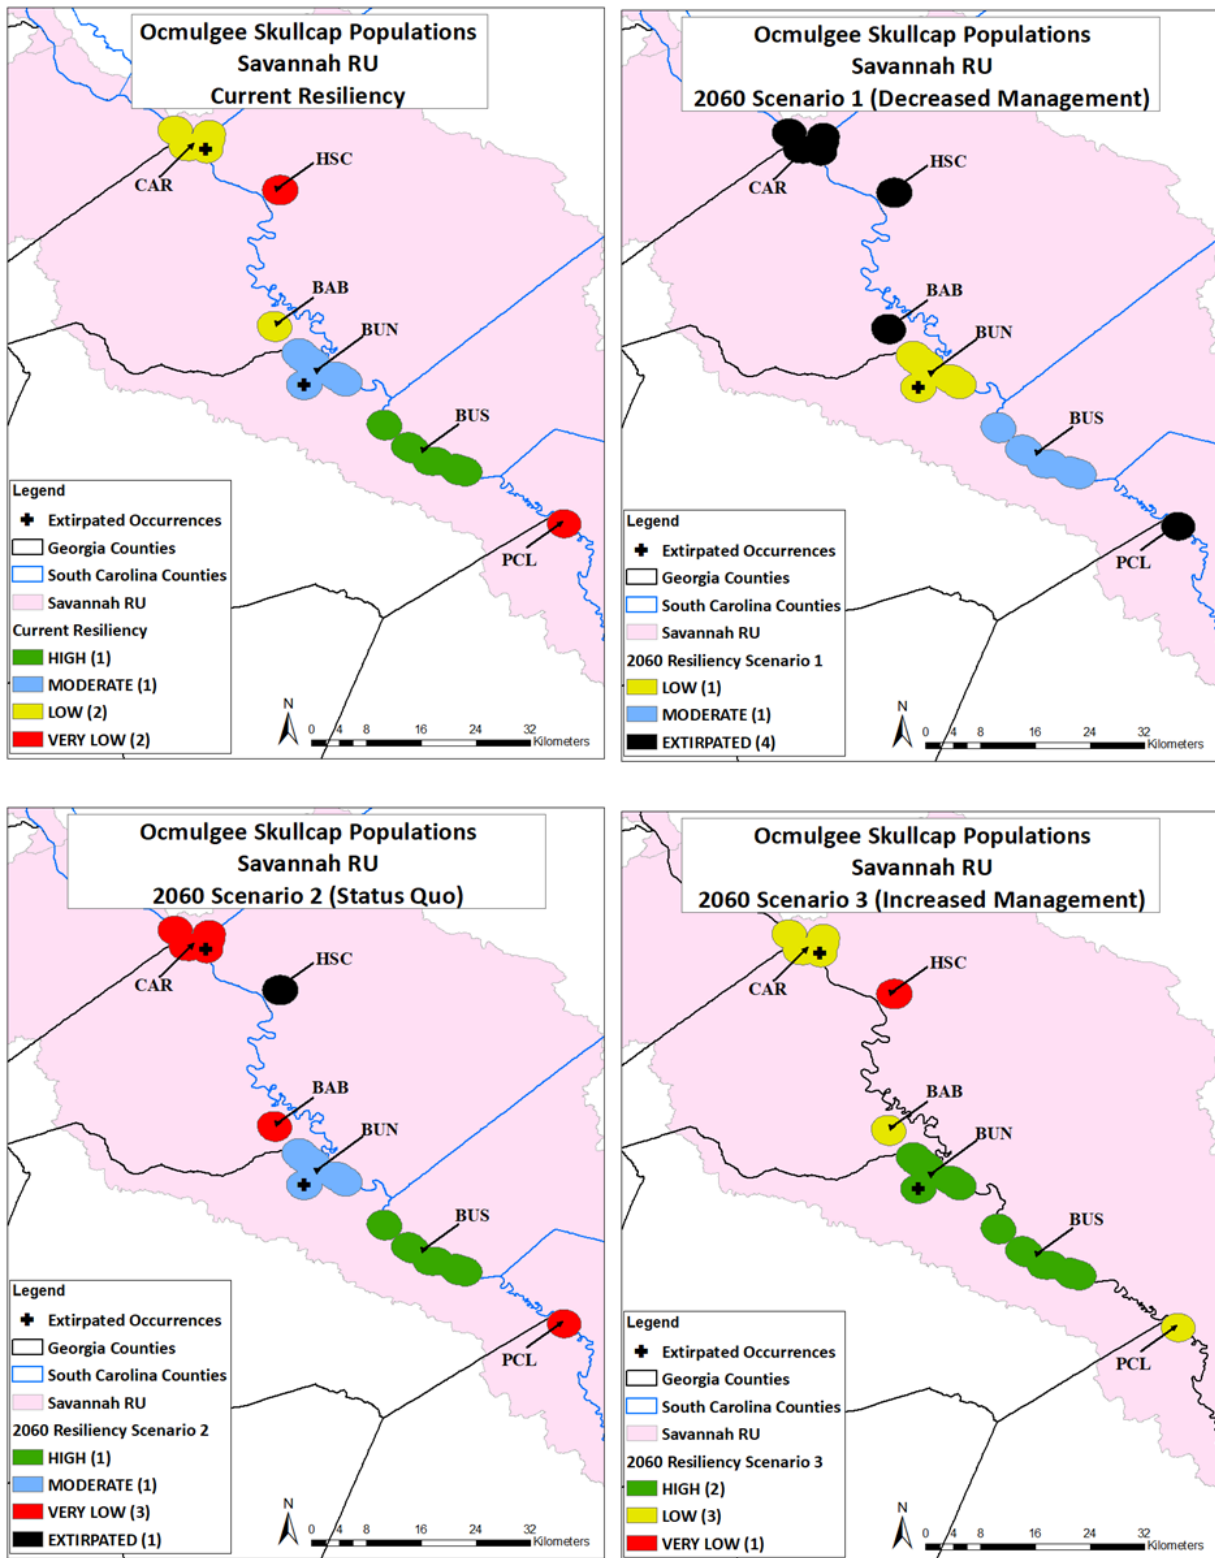 Ocmulgee Skullcap Populations
Savannah RU
Current Resiliency
CAR
HSC
BAB
BUN
BUS
PCL
Legend
Extirpated Occurrences
Georgia Counties
South Carolina Counties
Savannah RU
Current Resiliency
HIGH (1)
MODERATE (1)
LOW (2)
VERY LOW (2)
N
0 4 8 16 24 32
Kilometers
Ocmulgee Skullcap Populations
Savannah RU
2060 Scenario 1 (Decreased Management)
CAR
HSC
BAB
BUN
BUS
PCL
Legend
Extirpated Occurrences
Georgia Counties
South Carolina Counties
Savannah RU
2060 Resiliency Scenario 1
LOW (1)
MODERATE (1)
EXTIRPATED (4)
N
0 4 8 16 24 32
Kilometers
Ocmulgee Skullcap Populations
Savannah RU
2060 Scenario 2 (Status Quo)
CAR
HSC
BAB
BUN
BUS
PCL
Legend
Extirpated Occurrences
Georgia Counties
South Carolina Counties
Savannah RU
2060 Resiliency Scenario 2
HIGH (1)
MODERATE (1)
VERY LOW (3)
EXTIRPATED (1)
N
0 4 8 16 24 32
Kilometers
Ocmulgee Skullcap Populations
Savannah RU
2060 Scenario 3 (Increased Management)
CAR
HSC
BAB
BUN
BUS
PCL
Legend
Extirpated Occurrences
Georgia Counties
South Carolina Counties
Savannah RU
2060 Resiliency Scenario 3
HIGH (2)
LOW (3)
VERY LOW (1)
N
0 4 8 16 24 32
Kilometers